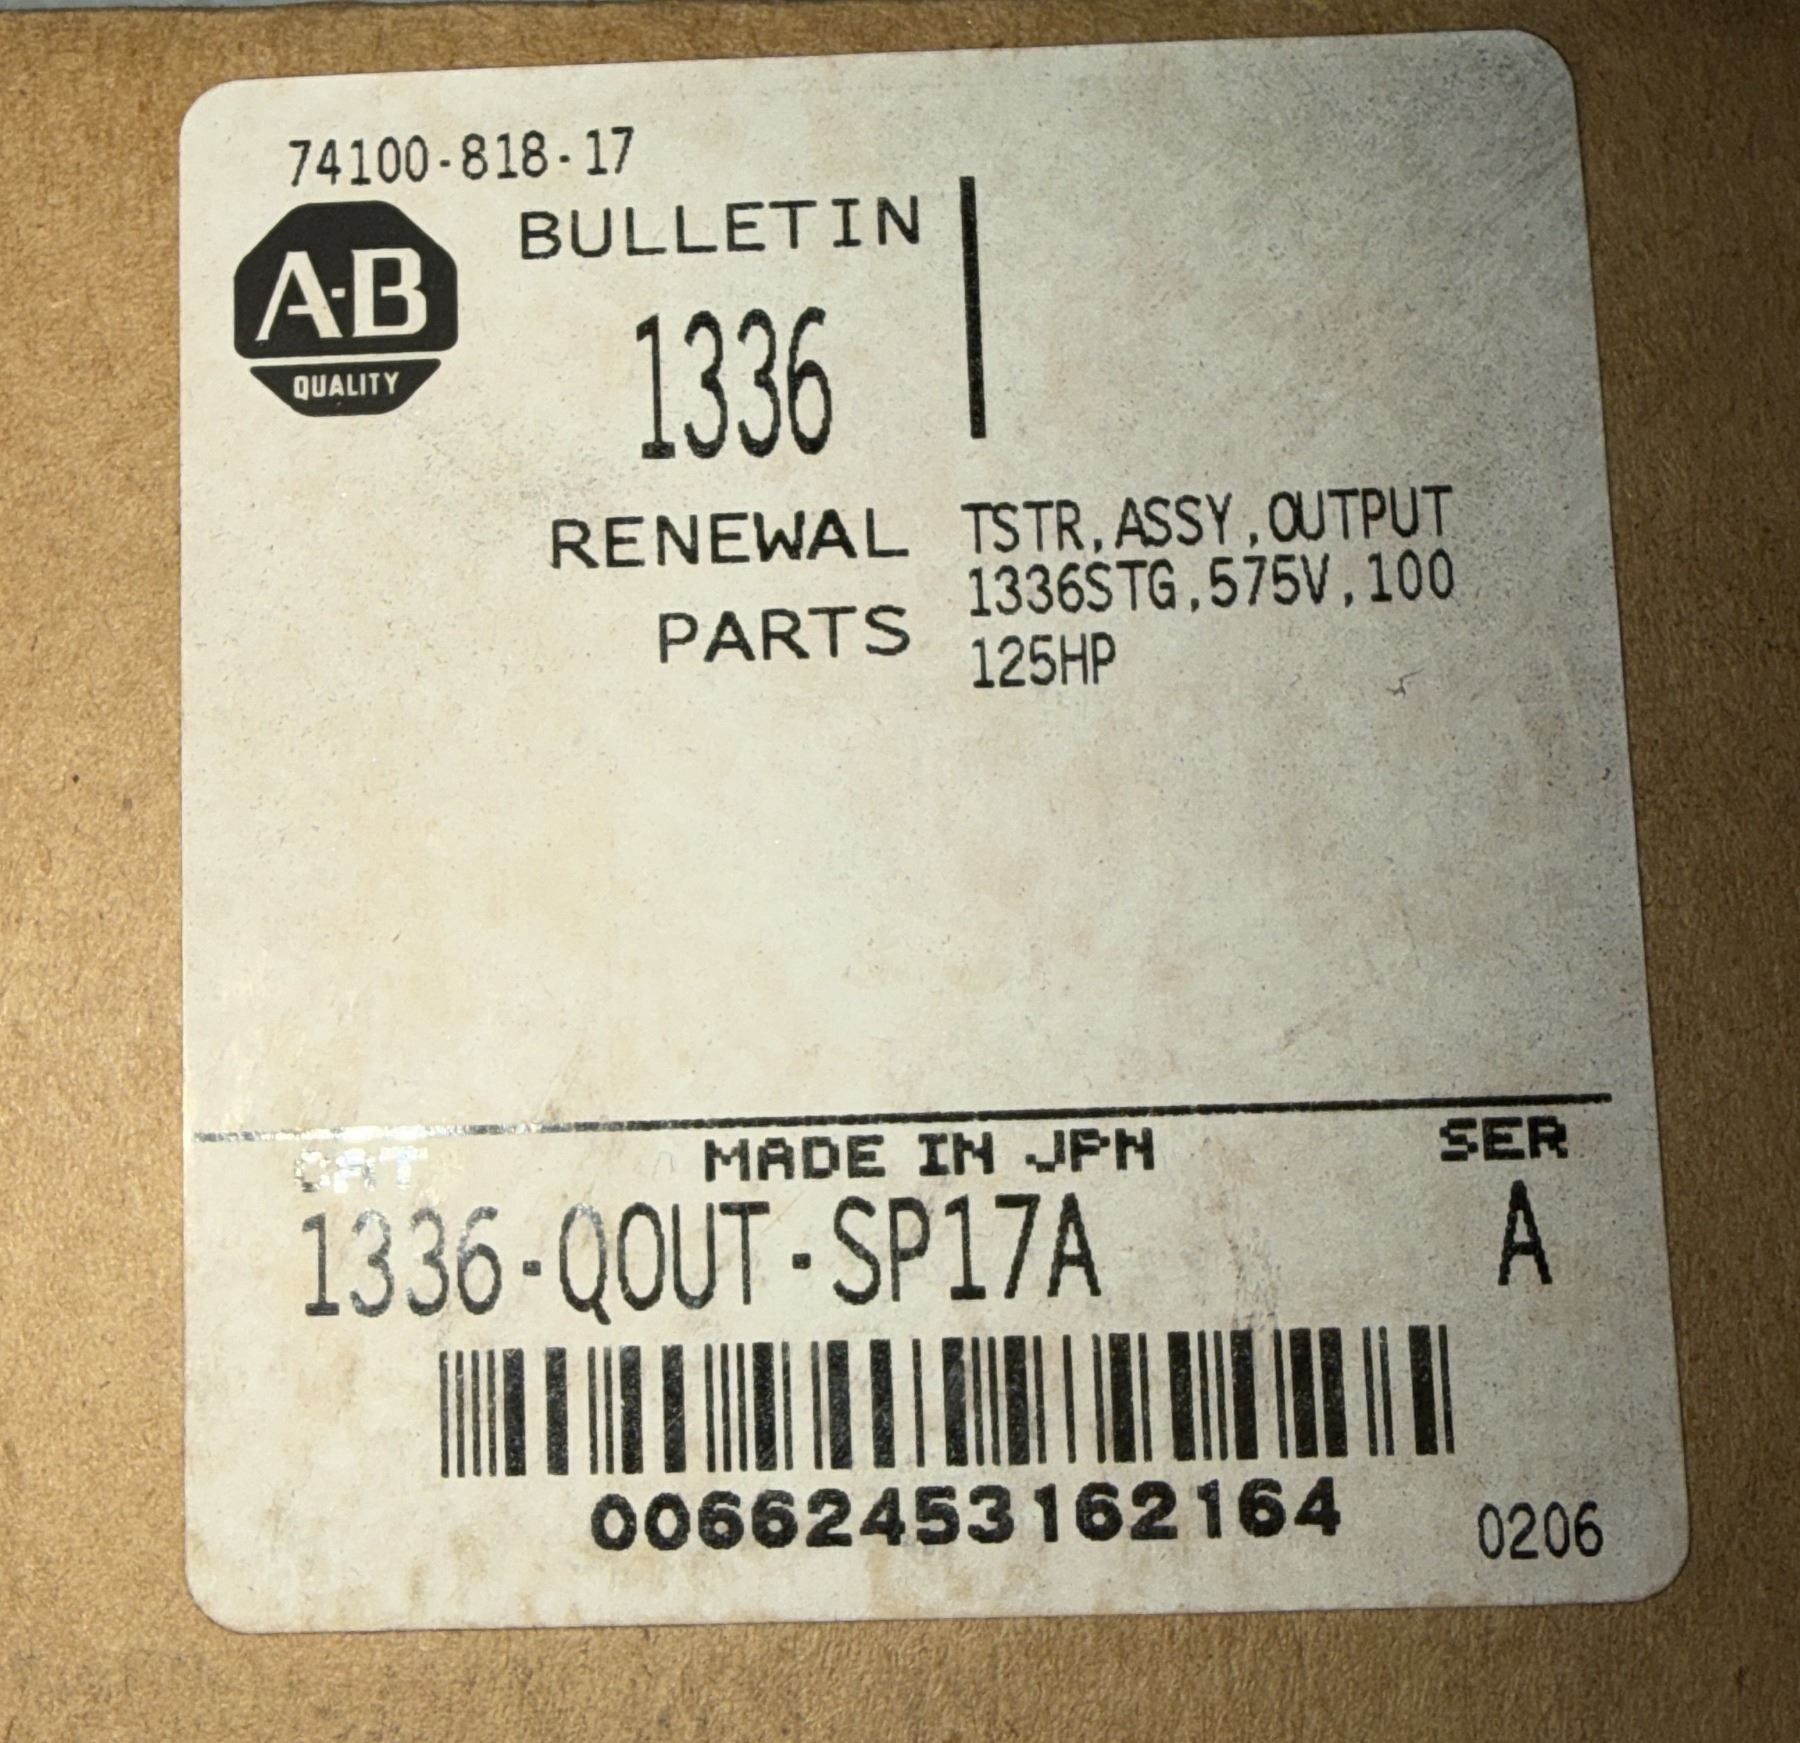 74100-818-17
A-B
QUALITY
BULLETIN
1336
RENEWAL
PARTS
TSTR,ASSY,OUTPUT
1336STG,575V,100
125HP
CAT
MADE IN JPN
SER
1336-QOUT-SP17A
A
00662453162164
0206